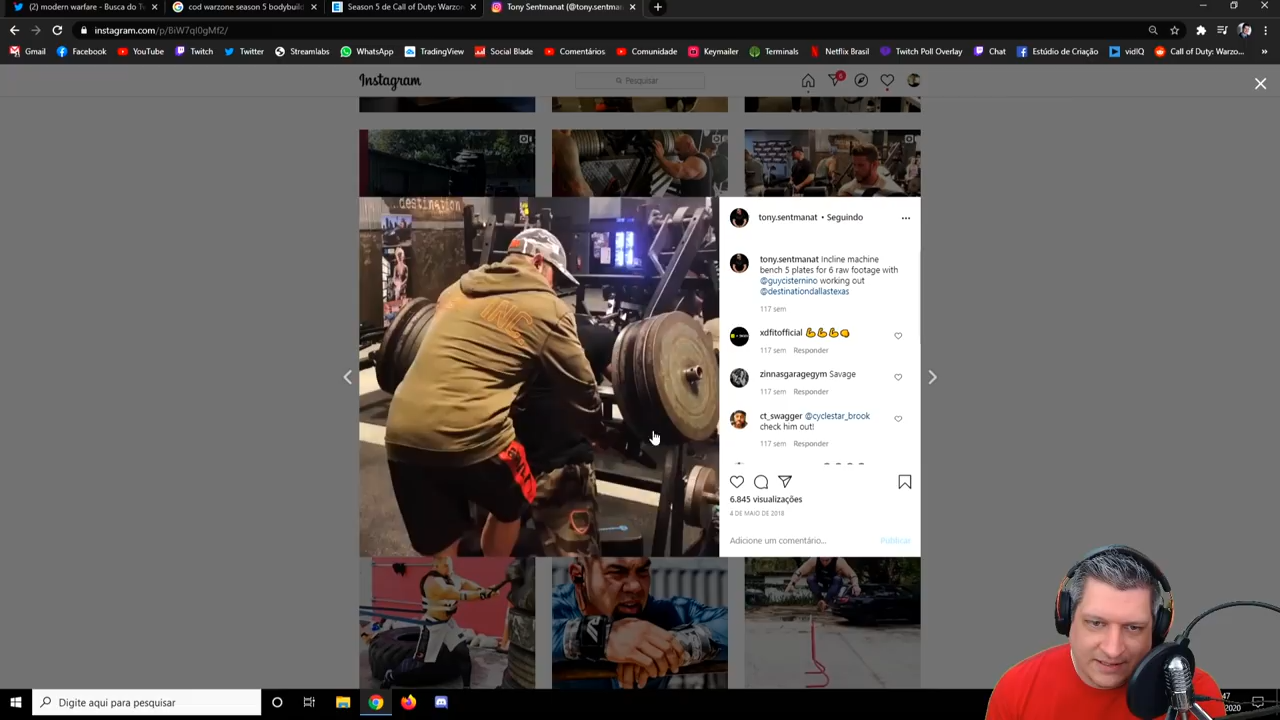 (2) modern warfare - Busca do T
cod warzone season 5 bodybuild
Season 5 de Call of Duty: Warzon
Tony Sentmanat (@tony.sentman
instagram.com/p/BiW7qI0gMf2/
Gmail
Facebook
YouTube
Twitch
Twitter
Streamlabs
WhatsApp
TradingView
Social Blade
Comentários
Comunidade
Keymailer
Terminals
Netflix Brasil
Twitch Poll Overlay
Chat
Estúdio de Criação
vidIQ
Call of Duty: Warzo...
Instagram
Pesquisar
6
destination
tony.sentmanat • Seguindo
tony.sentmanat Incline machine
bench 5 plates for 6 raw footage with
@guycisternino working out
@destinationdallastexas
117 sem
xdfitofficial 💪💪💪👊
117 sem Responder
zinnasgaragegym Savage
117 sem Responder
ct_swagger @cyclestar_brook
check him out!
117 sem Responder
6.845 visualizações
4 DE MAIO DE 2018
Adicione um comentário...
Publicar
Digite aqui para pesquisar